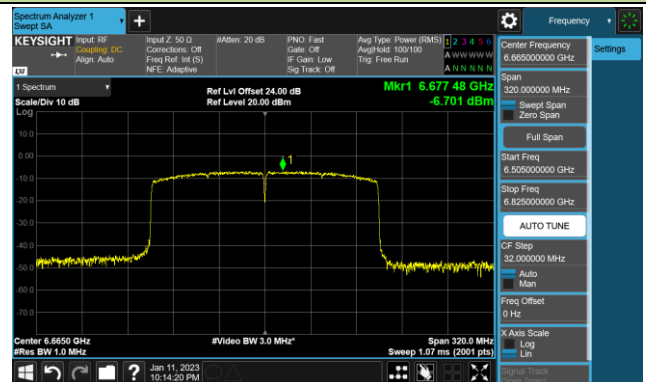 Spectrum Analyzer 1
Swept SA
Frequency
KEYSIGHT
Input: RF
Coupling: DC
Align: Auto
Input Z: 50 Ω
Corrections: Off
Freq Ref: Int (S)
NFE: Adaptive
#Atten: 20 dB
PNO: Fast
Gate: Off
IF Gain: Low
Sig Track: Off
Avg Type: Power (RMS)
Avg|Hold: 100/100
Trig: Free Run
1 2 3 4 5 6
A W W W W W
A N N N N N
LXI
1 Spectrum
Scale/Div 10 dB
Log
Ref Lvl Offset 24.00 dB
Ref Level 20.00 dBm
Mkr1 6.677 48 GHz
-6.701 dBm
10.0
0.00
-10.0
-20.0
-30.0
-40.0
-50.0
-60.0
-70.0
1
Center 6.6650 GHz
#Res BW 1.0 MHz
#Video BW 3.0 MHz*
Span 320.0 MHz
Sweep 1.07 ms (2001 pts)
Jan 11, 2023
10:14:20 PM
Center Frequency
6.665000000 GHz
Settings
Span
320.000000 MHz
Swept Span
Zero Span
Full Span
Start Freq
6.505000000 GHz
Stop Freq
6.825000000 GHz
AUTO TUNE
CF Step
32.000000 MHz
Auto
Man
Freq Offset
0 Hz
X Axis Scale
Log
Lin
Signal Track